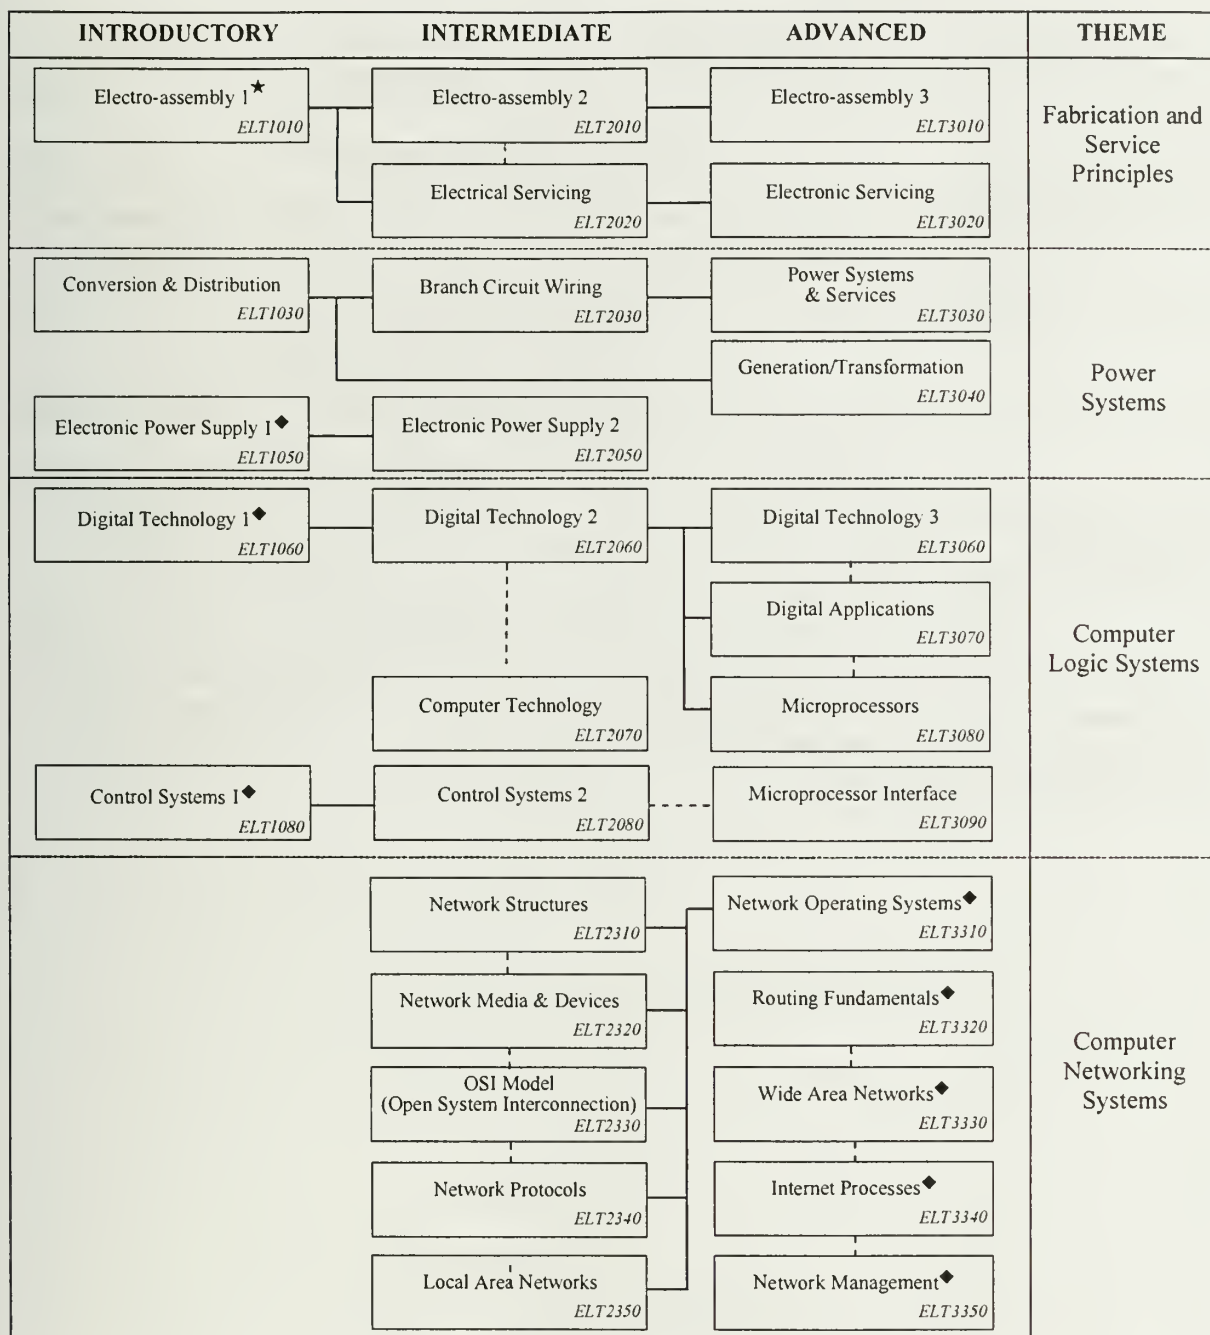 INTRODUCTORY INTERMEDIATE ADVANCED THEME
Electro-assembly 1★
ELT1010
Electro-assembly 2
ELT2010
Electro-assembly 3
ELT3010
Electrical Servicing
ELT2020
Electronic Servicing
ELT3020
Fabrication and
Service
Principles
Conversion & Distribution
ELT1030
Branch Circuit Wiring
ELT2030
Power Systems
& Services
ELT3030
Generation/Transformation
ELT3040
Electronic Power Supply 1◆
ELT1050
Electronic Power Supply 2
ELT2050
Power
Systems
Digital Technology 1◆
ELT1060
Digital Technology 2
ELT2060
Digital Technology 3
ELT3060
Digital Applications
ELT3070
Computer Technology
ELT2070
Microprocessors
ELT3080
Control Systems 1◆
ELT1080
Control Systems 2
ELT2080
Microprocessor Interface
ELT3090
Computer
Logic Systems
Network Structures
ELT2310
Network Operating Systems◆
ELT3310
Network Media & Devices
ELT2320
Routing Fundamentals◆
ELT3320
OSI Model
(Open System Interconnection)
ELT2330
Wide Area Networks◆
ELT3330
Network Protocols
ELT2340
Internet Processes◆
ELT3340
Local Area Networks
ELT2350
Network Management◆
ELT3350
Computer
Networking
Systems